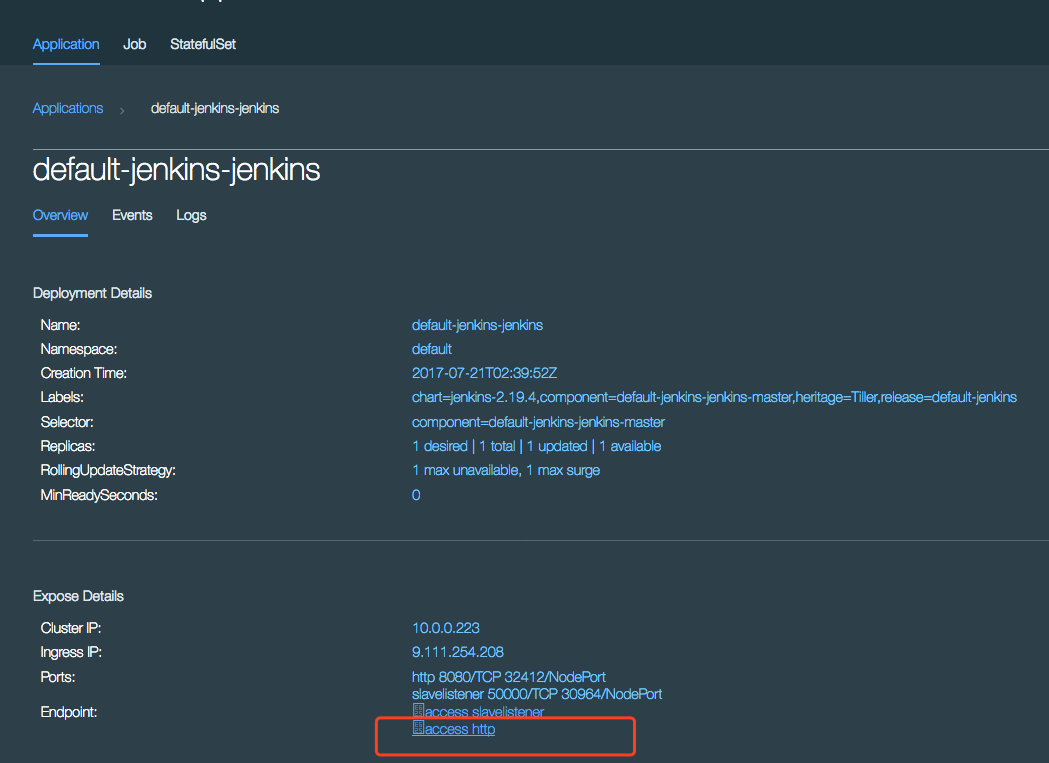 Application Job StatefulSet
Applications > default-jenkins-jenkins
default-jenkins-jenkins
Overview Events Logs
Deployment Details
Name: default-jenkins-jenkins
Namespace: default
Creation Time: 2017-07-21T02:39:52Z
Labels: chart=jenkins-2.19.4,component=default-jenkins-jenkins-master,heritage=Tiller,release=default-jenkins
Selector: component=default-jenkins-jenkins-master
Replicas: 1 desired | 1 total | 1 updated | 1 available
RollingUpdateStrategy: 1 max unavailable, 1 max surge
MinReadySeconds: 0
Expose Details
Cluster IP: 10.0.0.223
Ingress IP: 9.111.254.208
Ports: http 8080/TCP 32412/NodePort
slavelistener 50000/TCP 30964/NodePort
Endpoint: access slavelistener
access http